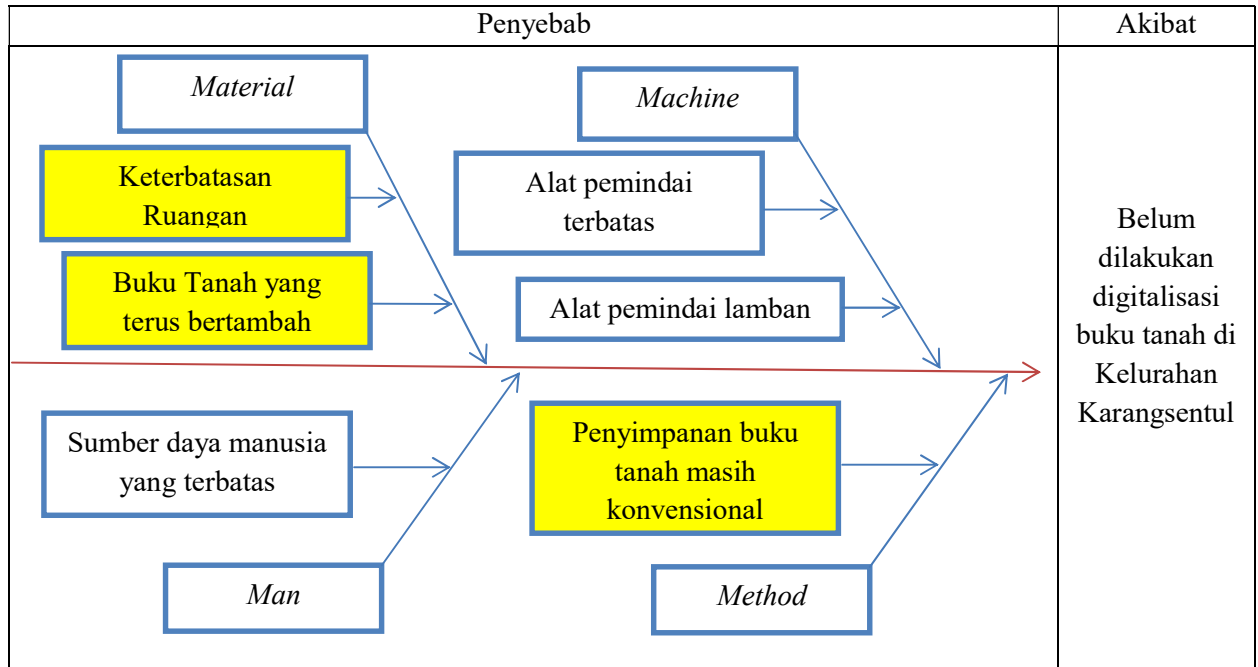 Penyebab
Akibat
Material
Machine
Keterbatasan
Ruangan
Alat pemindai
terbatas
Buku Tanah yang
terus bertambah
Alat pemindai lamban
Sumber daya manusia
yang terbatas
Penyimpanan buku
tanah masih
konvensional
Man
Method
Belum
dilakukan
digitalisasi
buku tanah di
Kelurahan
Karangsentul